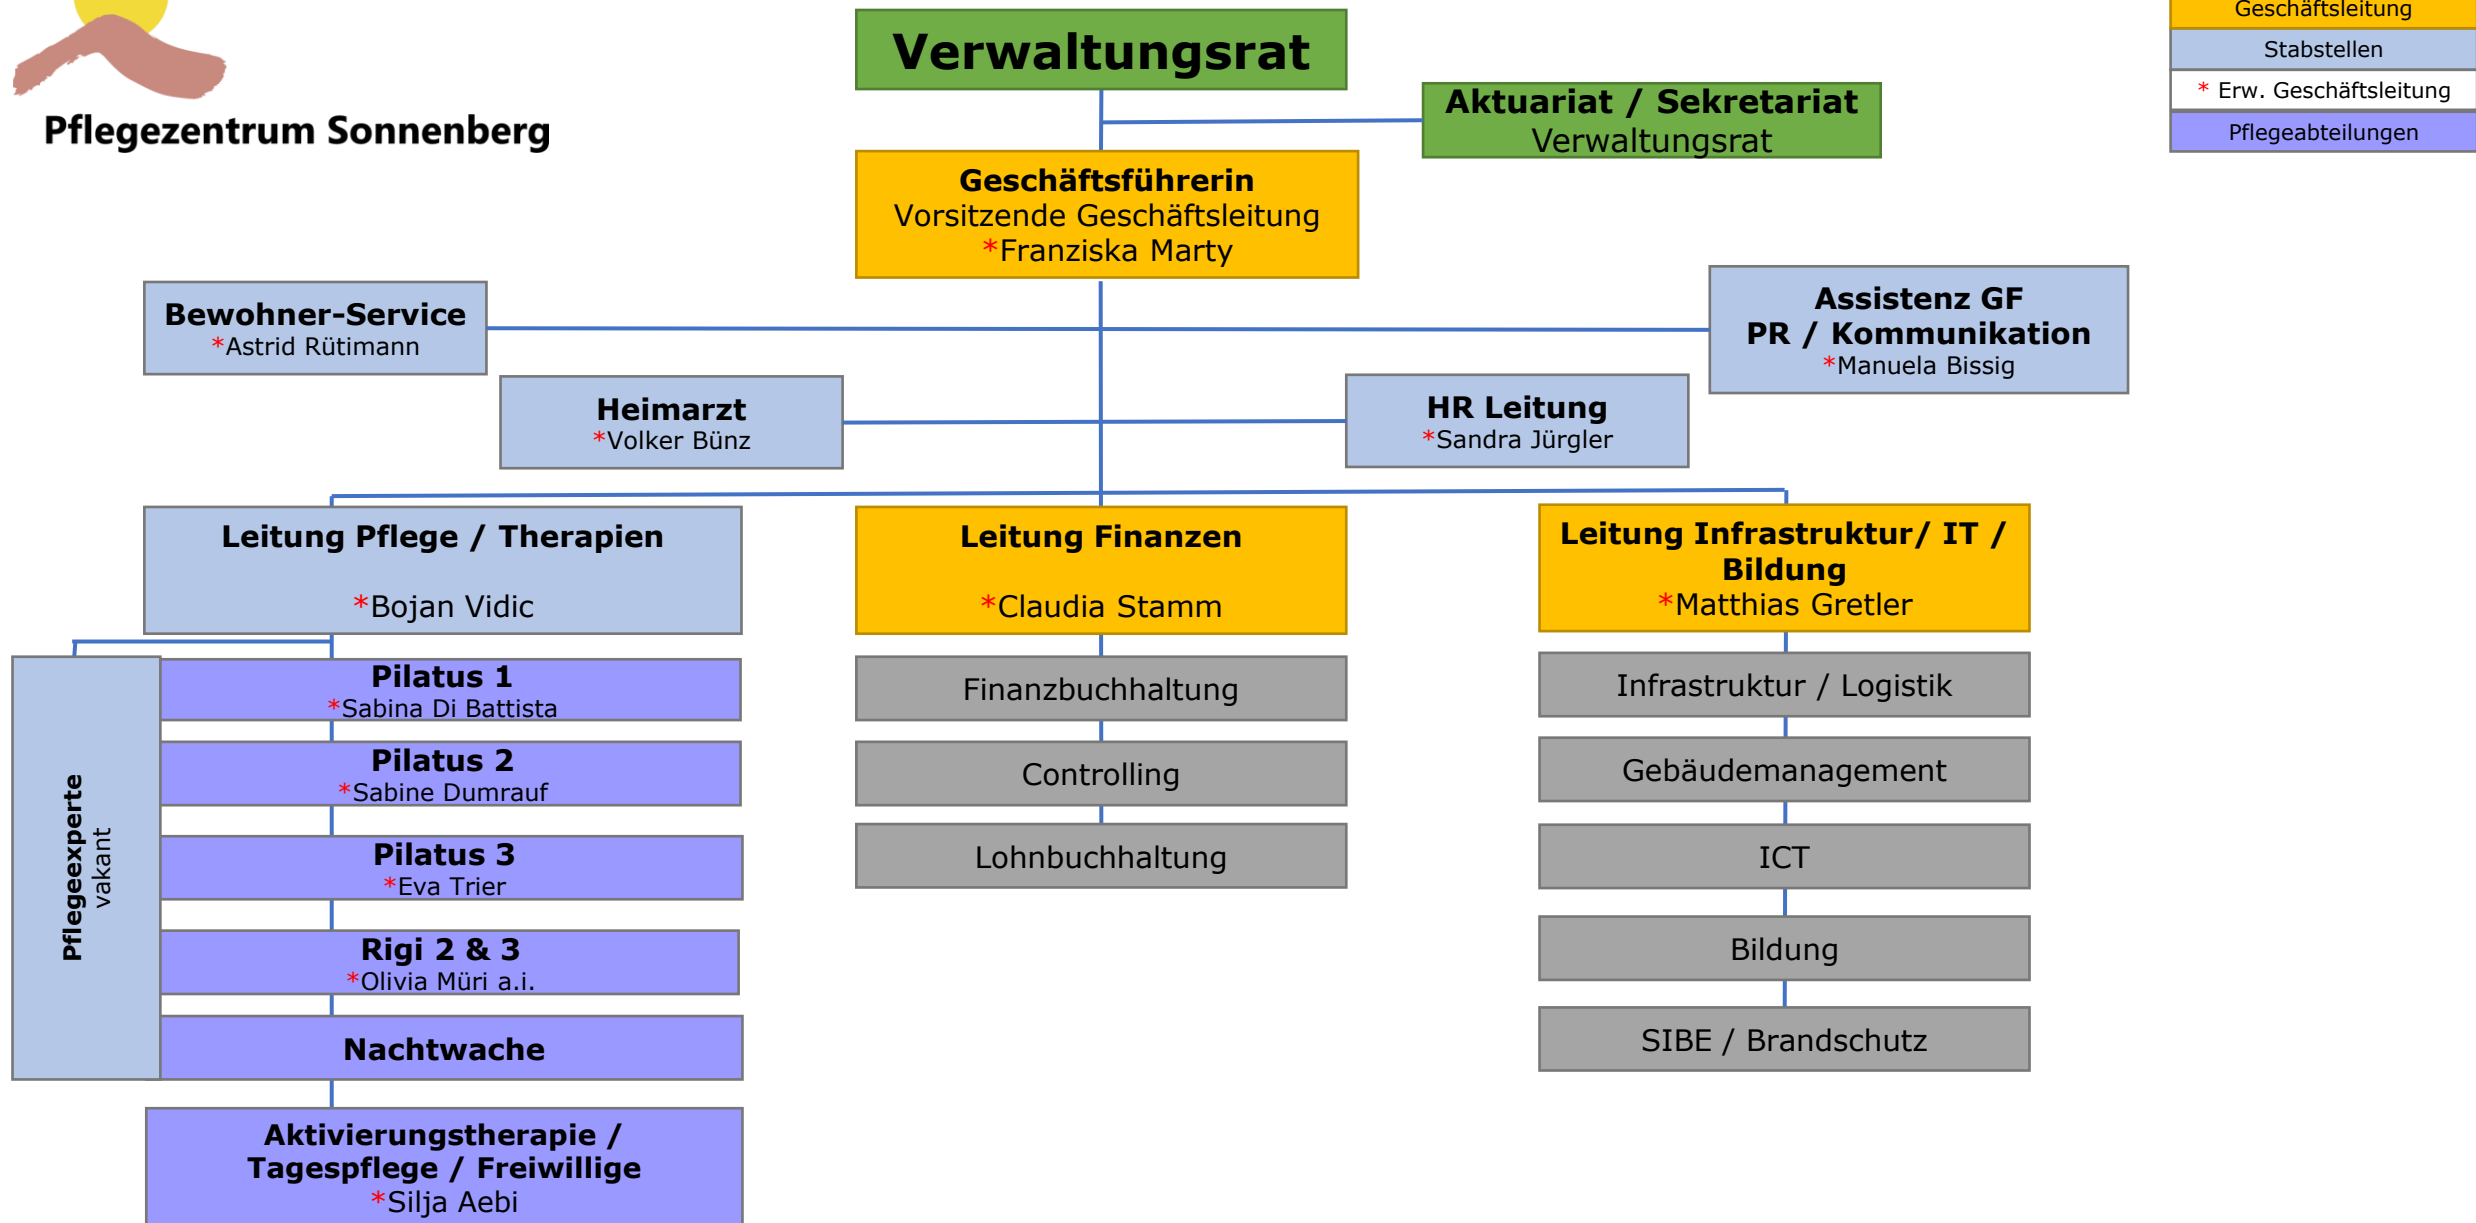 Pflegezentrum Sonnenberg
Verwaltungsrat
Aktuariat / Sekretariat
Verwaltungsrat
Geschäftsleitung
Stabstellen
* Erw. Geschäftsleitung
Pflegeabteilungen
Geschäftsführerin
Vorsitzende Geschäftsleitung
*Franziska Marty
Bewohner-Service
*Astrid Rütimann
Assistenz GF
PR / Kommunikation
*Manuela Bissig
Heimarzt
*Volker Bünz
HR Leitung
*Sandra Jürgler
Leitung Pflege / Therapien
*Bojan Vidic
Leitung Finanzen
*Claudia Stamm
Leitung Infrastruktur/ IT /
Bildung
*Matthias Gretler
Pflegeexperte
vakant
Pilatus 1
*Sabina Di Battista
Pilatus 2
*Sabine Dumrauf
Pilatus 3
*Eva Trier
Rigi 2 & 3
*Olivia Müri a.i.
Nachtwache
Aktivierungstherapie /
Tagespflege / Freiwillige
*Silja Aebi
Finanzbuchhaltung
Controlling
Lohnbuchhaltung
Infrastruktur / Logistik
Gebäudemanagement
ICT
Bildung
SIBE / Brandschutz